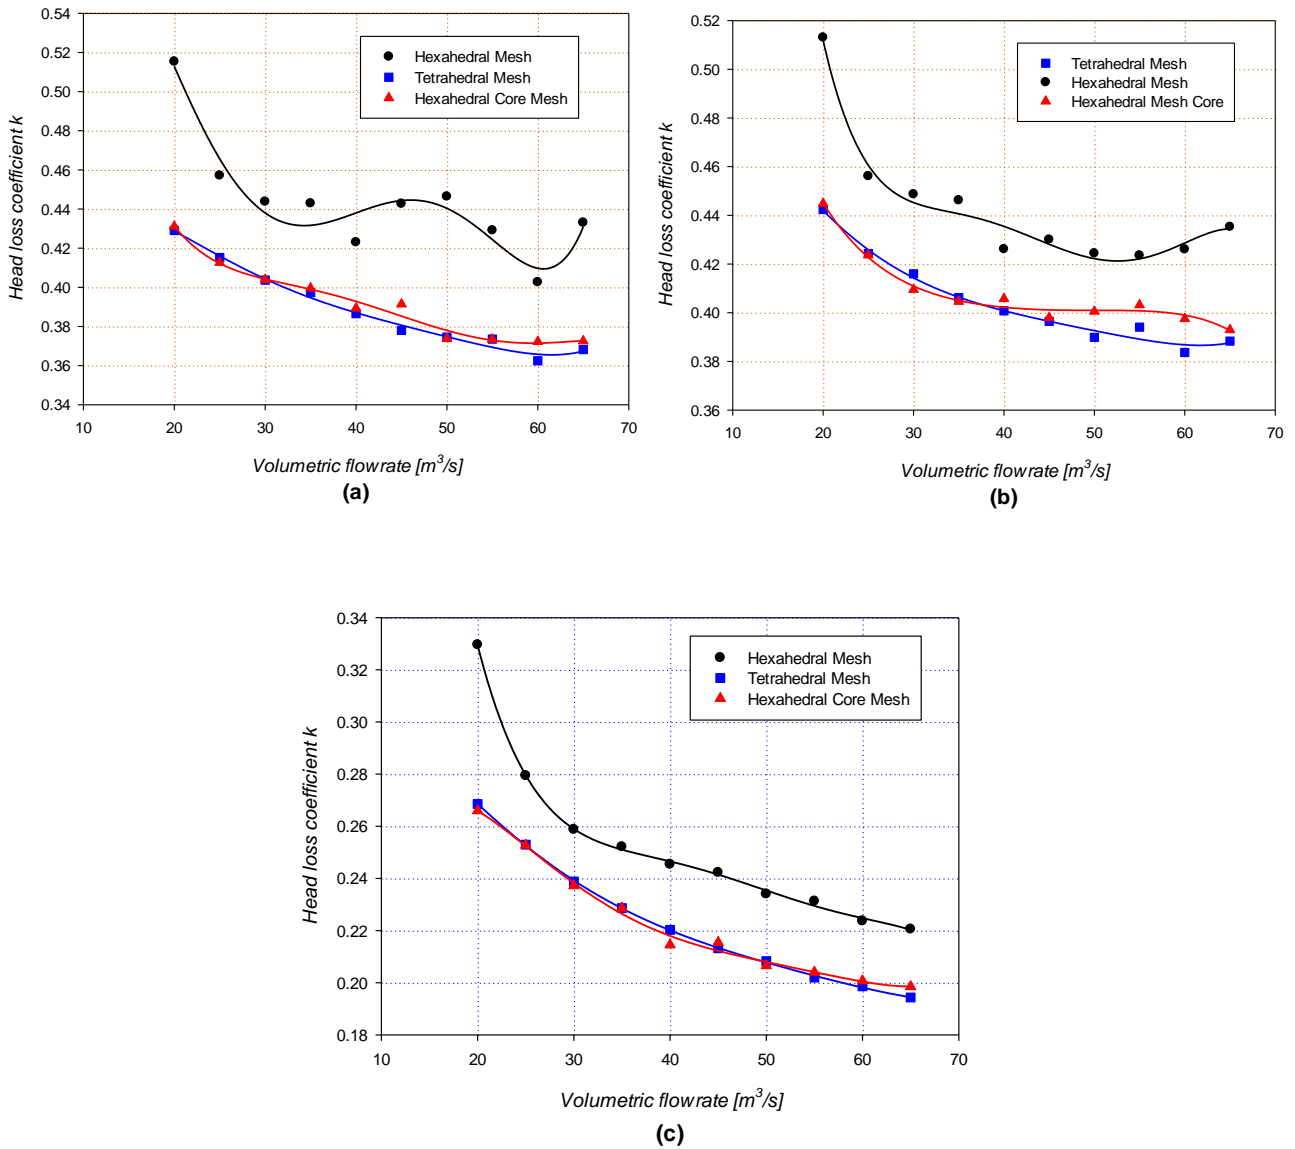 0.54
0.52
0.50
0.48
0.46
0.44
0.42
0.40
0.38
0.36
0.34
Head loss coefficient k
Hexahedral Mesh
Tetrahedral Mesh
Hexahedral Core Mesh
10 20 30 40 50 60 70
Volumetric flowrate [m³/s]
(a)
0.52
0.50
0.48
0.46
0.44
0.42
0.40
0.38
0.36
Head loss coefficient k
Tetrahedral Mesh
Hexahedral Mesh
Hexahedral Mesh Core
10 20 30 40 50 60 70
Volumetric flowrate [m³/s]
(b)
0.34
0.32
0.30
0.28
0.26
0.24
0.22
0.20
0.18
Head loss coefficient k
Hexahedral Mesh
Tetrahedral Mesh
Hexahedral Core Mesh
10 20 30 40 50 60 70
Volumetric flowrate [m³/s]
(c)